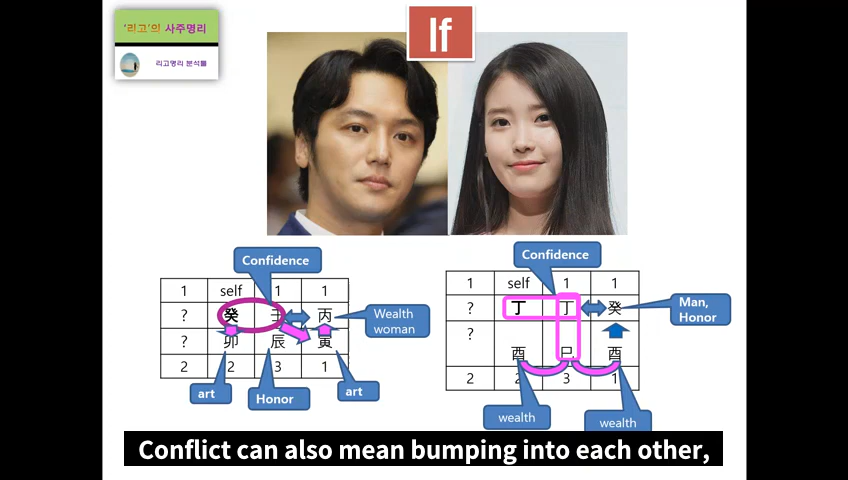 '리고'의 사주명리
리고명리 분석틀
If
Confidence
1 self 1 1
? 癸 壬 丙
? 卯 辰 寅
2 2 3 1
Wealth
woman
art
Honor
art
Confidence
1 self 1 1
? 丁 丁 癸
?
酉 巳 酉
2 2 3 1
Man,
Honor
wealth
wealth
Conflict can also mean bumping into each other,